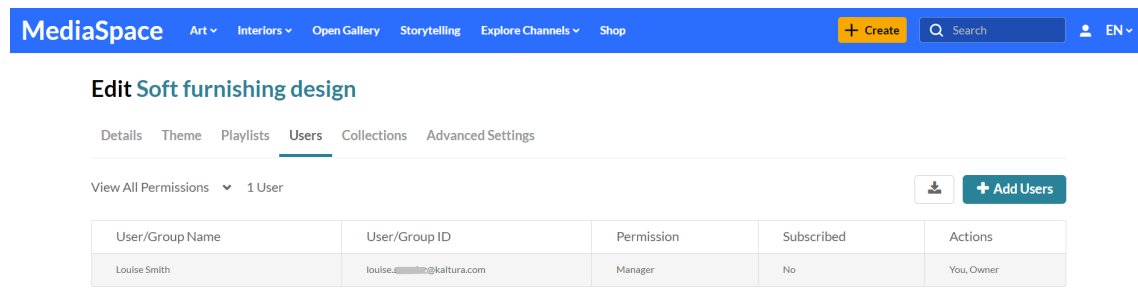 MediaSpace Art Interiors Open Gallery Storytelling Explore Channels Shop + Create Search EN
Edit Soft furnishing design
Details Theme Playlists Users Collections Advanced Settings
View All Permissions 1 User + Add Users
User/Group Name User/Group ID Permission Subscribed Actions
Louise Smith louise. @kaltura.com Manager No You, Owner